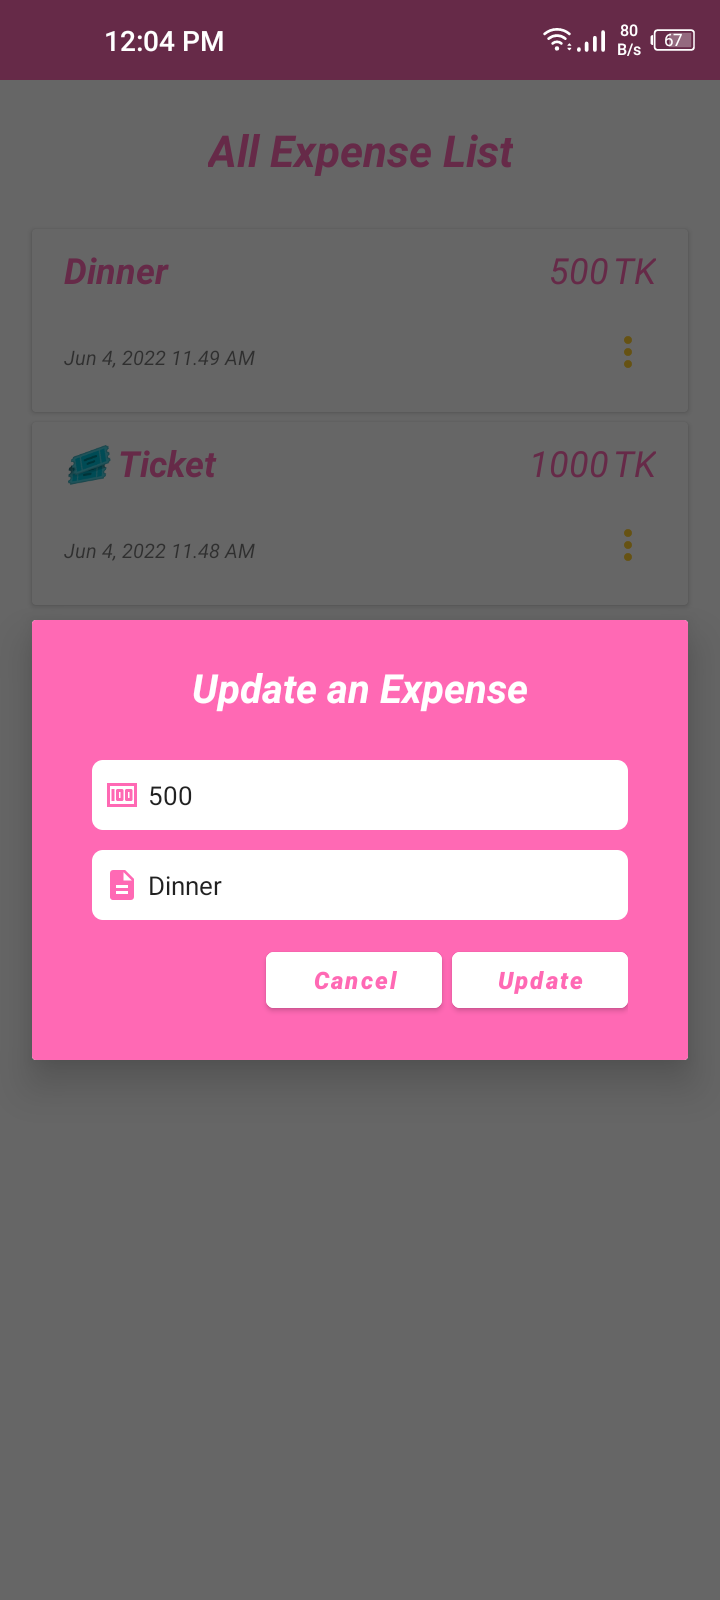 12:04 PM 80 B/s 67
All Expense List
Dinner 500 TK
Jun 4, 2022 11.49 AM
Ticket 1000 TK
Jun 4, 2022 11.48 AM
Update an Expense
100 500
Dinner
Cancel Update